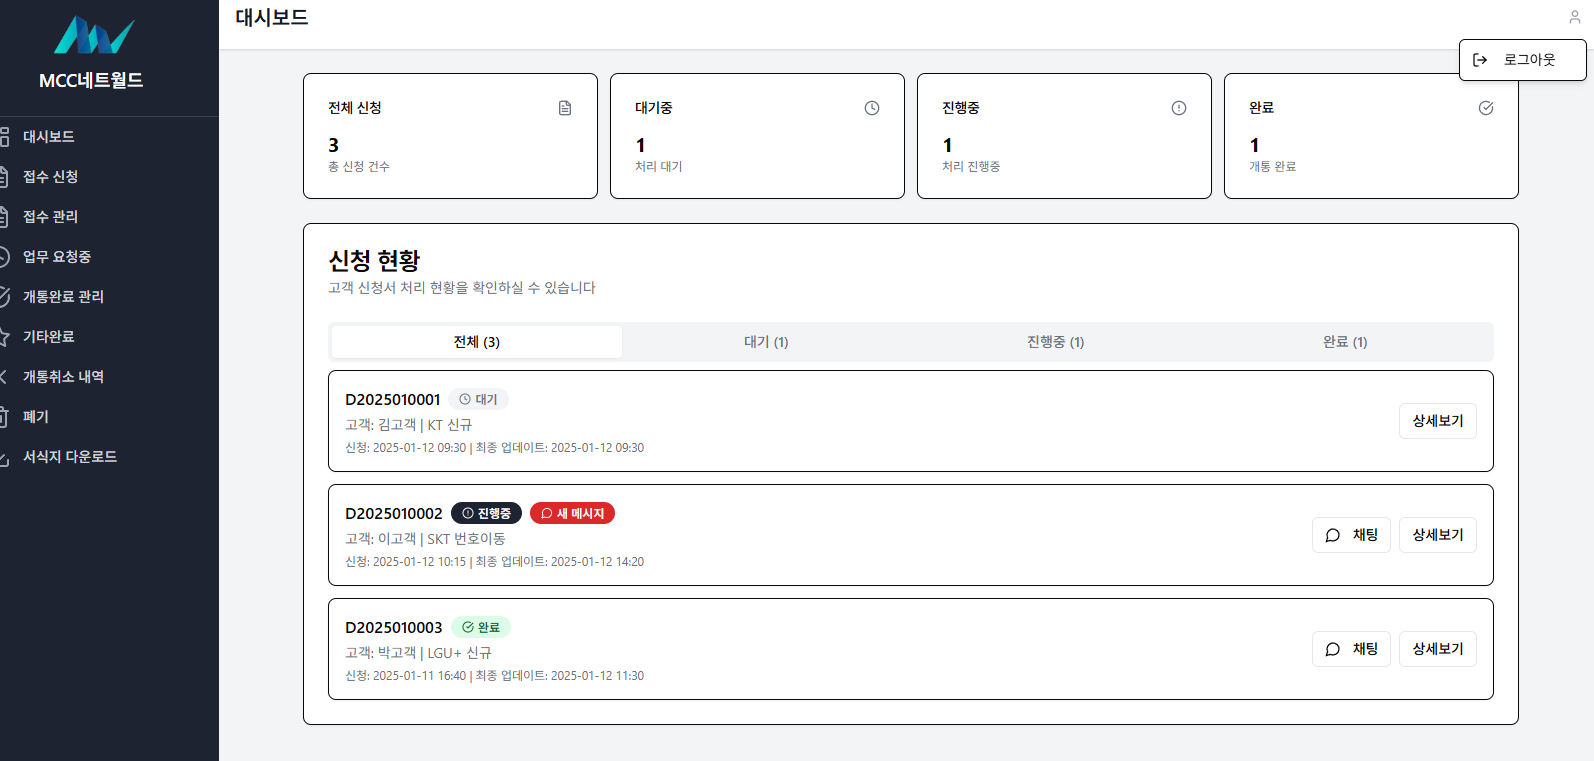 MCC네트월드
대시보드
접수 신청
접수 관리
업무 요청중
개통완료 관리
기타완료
개통취소 내역
폐기
서식지 다운로드
대시보드
로그아웃
전체 신청
3
총 신청 건수
대기중
1
처리 대기
진행중
1
처리 진행중
완료
1
개통 완료
신청 현황
고객 신청서 처리 현황을 확인하실 수 있습니다
전체 (3)
대기 (1)
진행중 (1)
완료 (1)
D2025010001 대기
고객: 김고객 | KT 신규
신청: 2025-01-12 09:30 | 최종 업데이트: 2025-01-12 09:30
상세보기
D2025010002 진행중 새 메시지
고객: 이고객 | SKT 번호이동
신청: 2025-01-12 10:15 | 최종 업데이트: 2025-01-12 14:20
채팅 상세보기
D2025010003 완료
고객: 박고객 | LGU+ 신규
신청: 2025-01-11 16:40 | 최종 업데이트: 2025-01-12 11:30
채팅 상세보기